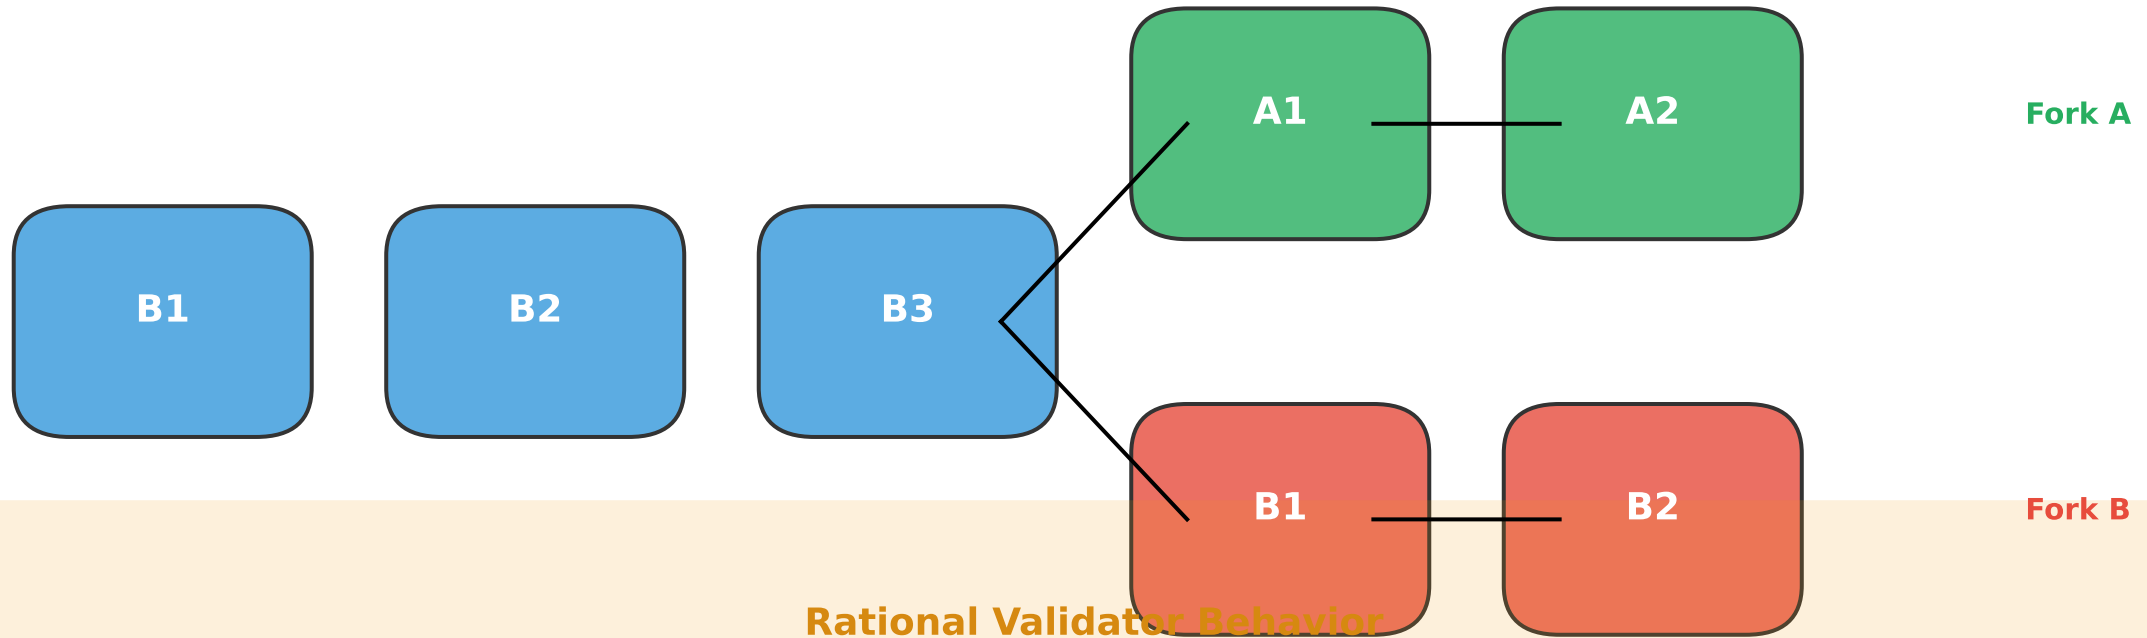 A1
A2
Fork A
B1
B2
B3
B1
B2
Fork B
Rational Validator Behavior